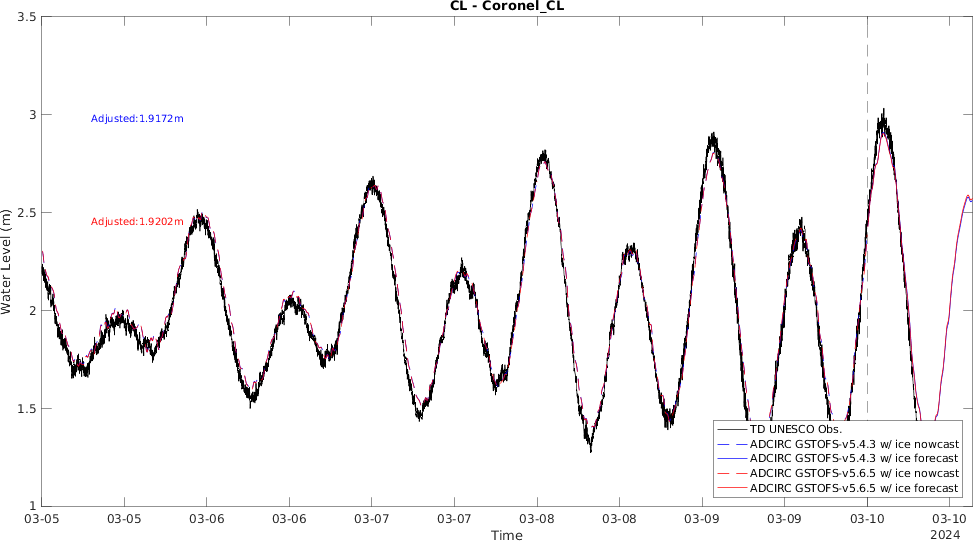 CL - Coronel_CL
3.5
3
2.5
2
1.5
1
Water Level (m)
Adjusted:1.9172m
Adjusted:1.9202m
TD UNESCO Obs.
ADCIRC GSTOFS-v5.4.3 w/ ice nowcast
ADCIRC GSTOFS-v5.4.3 w/ ice forecast
ADCIRC GSTOFS-v5.6.5 w/ ice nowcast
ADCIRC GSTOFS-v5.6.5 w/ ice forecast
03-05 03-05 03-06 03-06 03-07 03-07 03-08 03-08 03-09 03-09 03-10 03-10
2024
Time